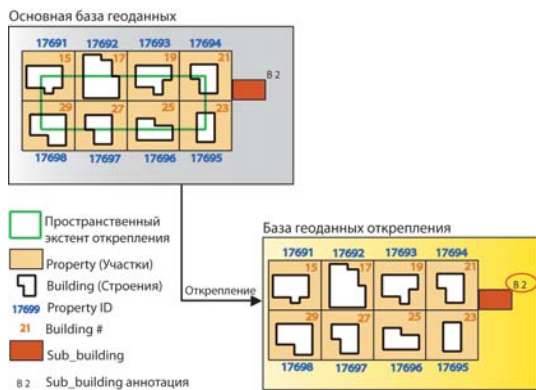 Основная база геоданных
17691 17692 17693 17694
15 17 19 21
B 2
29 27 25 23
17698 17697 17696 17695
Пространственный
экстент открепления
Property (Участки)
Building (Строения)
17699 Property ID
21 Building #
Sub_building
B 2 Sub_building аннотация
Открепление
База геоданных открепления
17691 17692 17693 17694
15 17 19 21
B 2
29 27 25 23
17698 17697 17696 17695